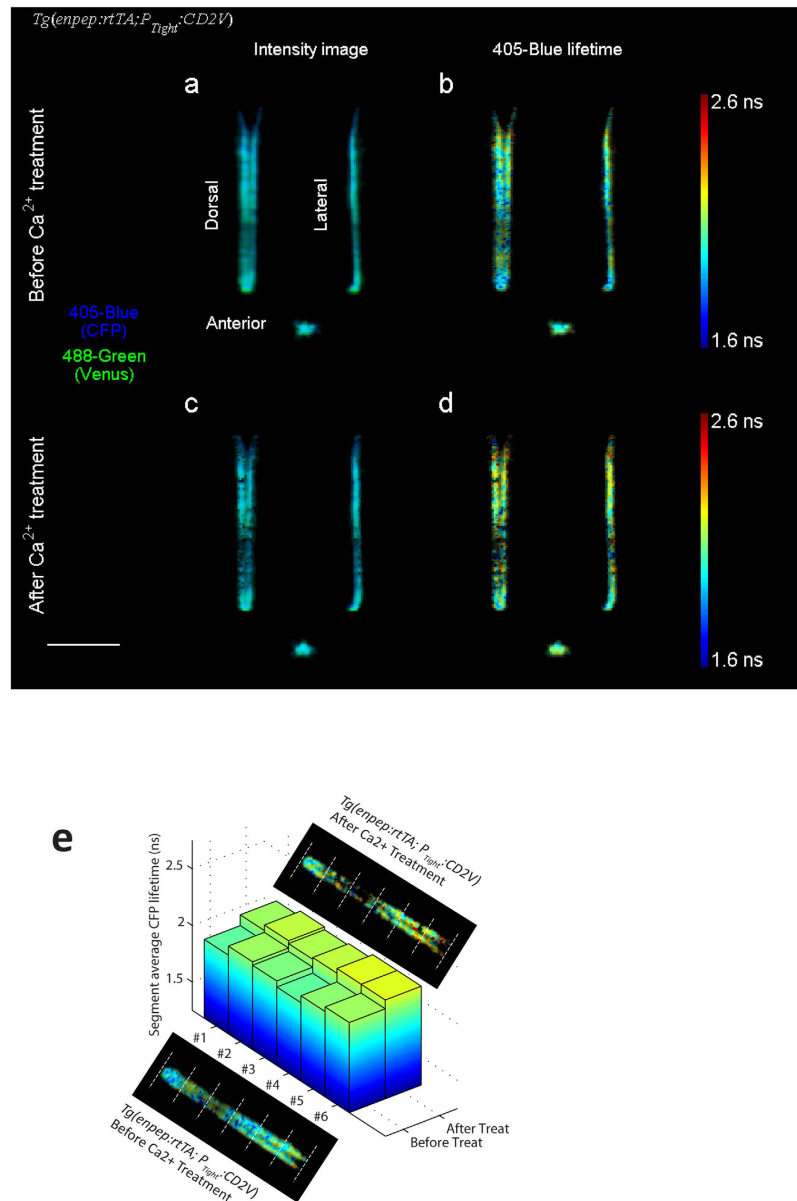 Tg(enpep:rtTA;P_Tight:CD2V)
Intensity image
405-Blue lifetime
a
b
2.6 ns
Before Ca²⁺ treatment
Dorsal
Lateral
405-Blue
(CFP)
488-Green
(Venus)
Anterior
1.6 ns
c
d
2.6 ns
After Ca²⁺ treatment
1.6 ns
e
Tg(enpep:rtTA; P_Tight:CD2V)
After Ca2+ Treatment
Segment average CFP lifetime (ns)
2.5
2
1.5
#1
#2
#3
#4
#5
#6
After Treat
Before Treat
Tg(enpep:rtTA; P_Tight:CD2V)
Before Ca2+ Treatment